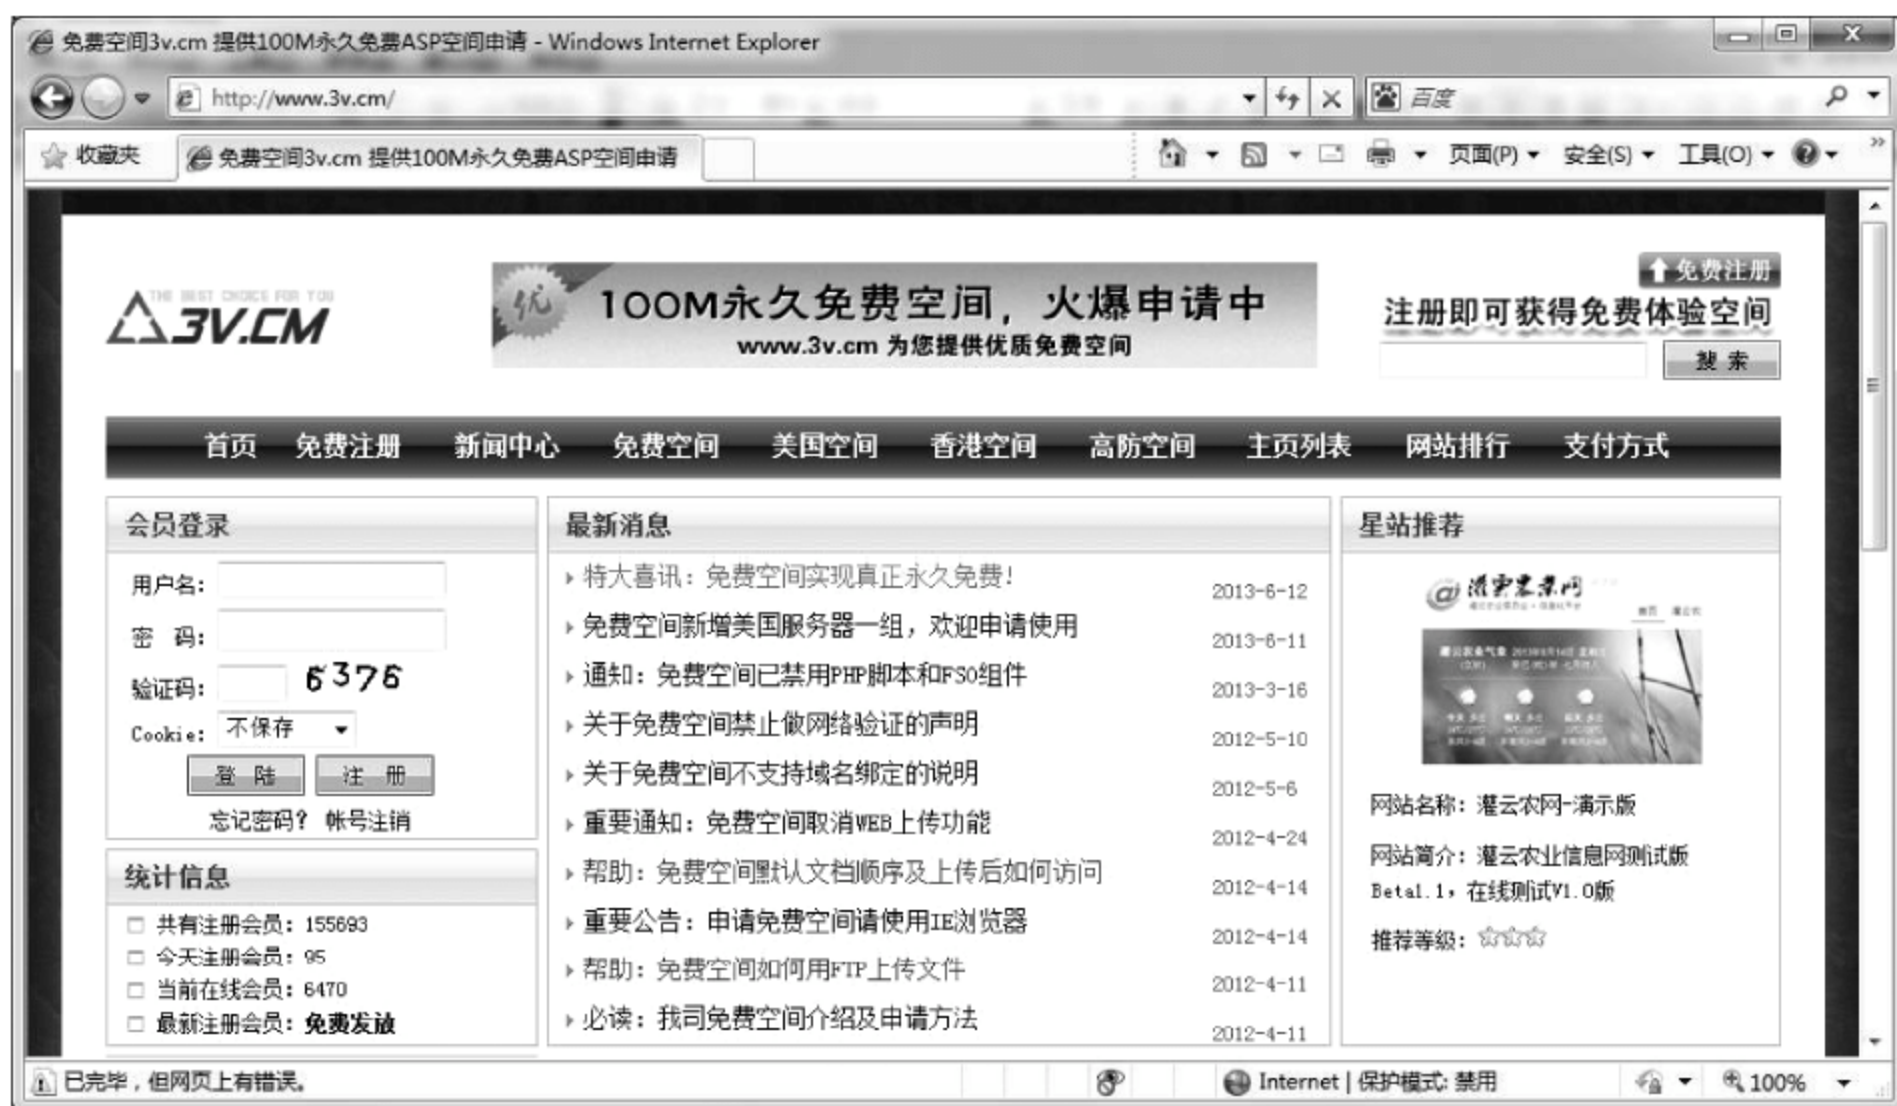 免费空间3v.cm 提供100M永久免费ASP空间申请 - Windows Internet Explorer
http://www.3v.cm/
百度
收藏夹
免费空间3v.cm 提供100M永久免费ASP空间申请
页面(P) 安全(S) 工具(O)
THE BEST CHOICE FOR YOU
3V.CM
优
100M永久免费空间，火爆申请中
www.3v.cm 为您提供优质免费空间
免费注册
注册即可获得免费体验空间
搜 索
首页 免费注册 新闻中心 免费空间 美国空间 香港空间 高防空间 主页列表 网站排行 支付方式
会员登录
用户名：
密 码：
验证码： 6376
Cookie： 不保存
登 陆 注 册
忘记密码？ 帐号注销
统计信息
共有注册会员：155693
今天注册会员：95
当前在线会员：6470
最新注册会员：免费发放
最新消息
特大喜讯：免费空间实现真正永久免费！ 2013-6-12
免费空间新增美国服务器一组，欢迎申请使用 2013-6-11
通知：免费空间已禁用PHP脚本和FSO组件 2013-3-16
关于免费空间禁止做网络验证的声明 2012-5-10
关于免费空间不支持域名绑定的说明 2012-5-6
重要通知：免费空间取消WEB上传功能 2012-4-24
帮助：免费空间默认文档顺序及上传后如何访问 2012-4-14
重要公告：申请免费空间请使用IE浏览器 2012-4-14
帮助：免费空间如何用FTP上传文件 2012-4-11
必读：我司免费空间介绍及申请方法 2012-4-11
星站推荐
灌云农业网
网站名称：灌云农网-演示版
网站简介：灌云农业信息网测试版
Beta1.1，在线测试V1.0版
推荐等级：
已完毕，但网页上有错误。
Internet | 保护模式: 禁用
100%